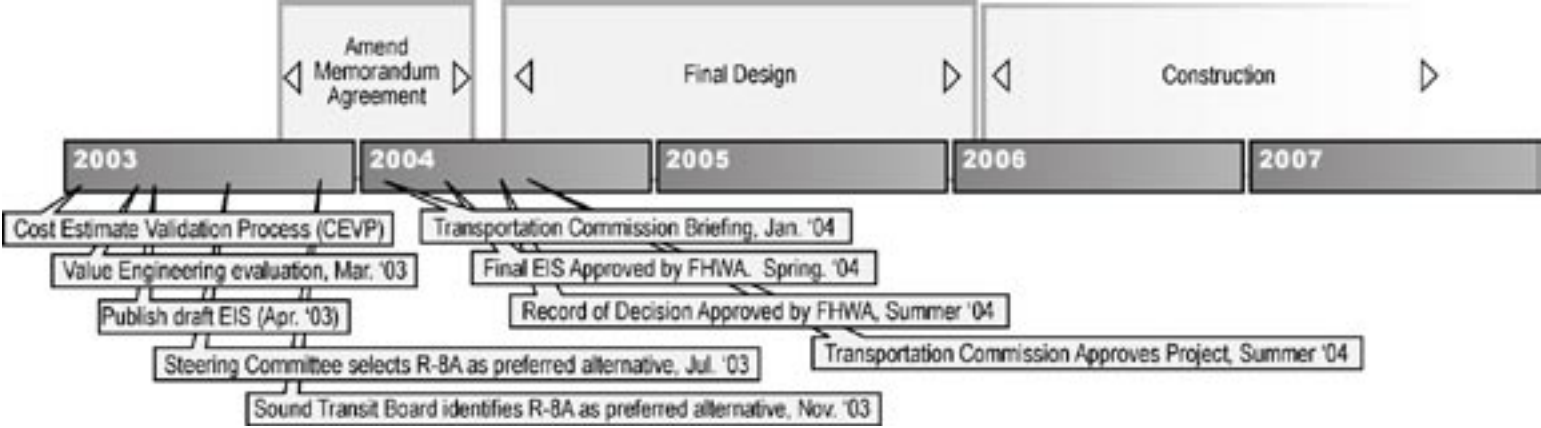 Amend
Memorandum
Agreement
Final Design
Construction
2003
2004
2005
2006
2007
Cost Estimate Validation Process (CEVP)
Transportation Commission Briefing, Jan. '04
Value Engineering evaluation, Mar. '03
Final EIS Approved by FHWA. Spring. '04
Publish draft EIS (Apr. '03)
Record of Decision Approved by FHWA, Summer '04
Steering Committee selects R-8A as preferred alternative, Jul. '03
Transportation Commission Approves Project, Summer '04
Sound Transit Board identifies R-8A as preferred alternative, Nov. '03